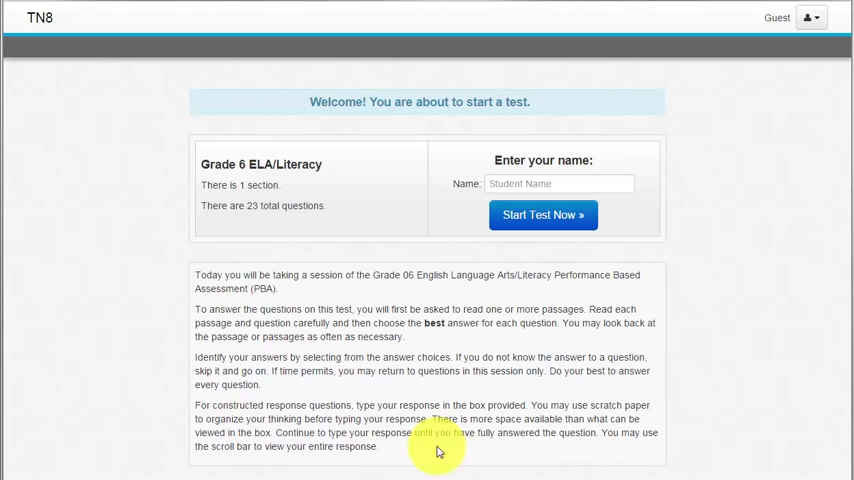 TN8
Guest
Welcome! You are about to start a test.
Grade 6 ELA/Literacy
There is 1 section.
There are 23 total questions.
Enter your name:
Name: Student Name
Start Test Now »
Today you will be taking a session of the Grade 06 English Language Arts/Literacy Performance Based
Assessment (PBA).
To answer the questions on this test, you will first be asked to read one or more passages. Read each
passage and question carefully and then choose the best answer for each question. You may look back at
the passage or passages as often as necessary.
Identify your answers by selecting from the answer choices. If you do not know the answer to a question,
skip it and go on. If time permits, you may return to questions in this session only. Do your best to answer
every question.
For constructed response questions, type your response in the box provided. You may use scratch paper
to organize your thinking before typing your response. There is more space available than what can be
viewed in the box. Continue to type your response until you have fully answered the question. You may use
the scroll bar to view your entire response.